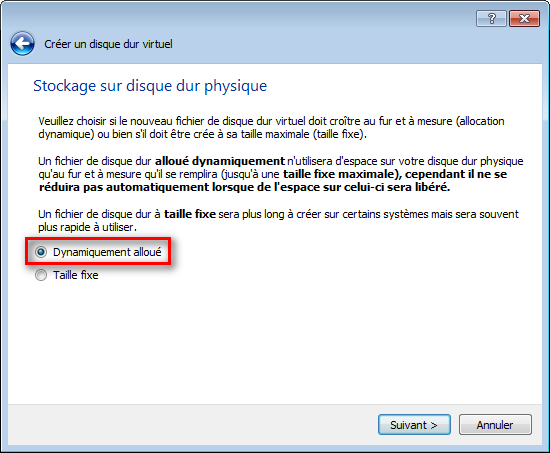 Créer un disque dur virtuel
Stockage sur disque dur physique
Veuillez choisir si le nouveau fichier de disque dur virtuel doit croître au fur et à mesure (allocation
dynamique) ou bien s'il doit être crée à sa taille maximale (taille fixe).
Un fichier de disque dur alloué dynamiquement n'utilisera d'espace sur votre disque dur physique
qu'au fur et à mesure qu'il se remplira (jusqu'à une taille fixe maximale), cependant il ne se
réduira pas automatiquement lorsque de l'espace sur celui-ci sera libéré.
Un fichier de disque dur à taille fixe sera plus long à créer sur certains systèmes mais sera souvent
plus rapide à utiliser.
Dynamiquement alloué
Taille fixe
Suivant >
Annuler